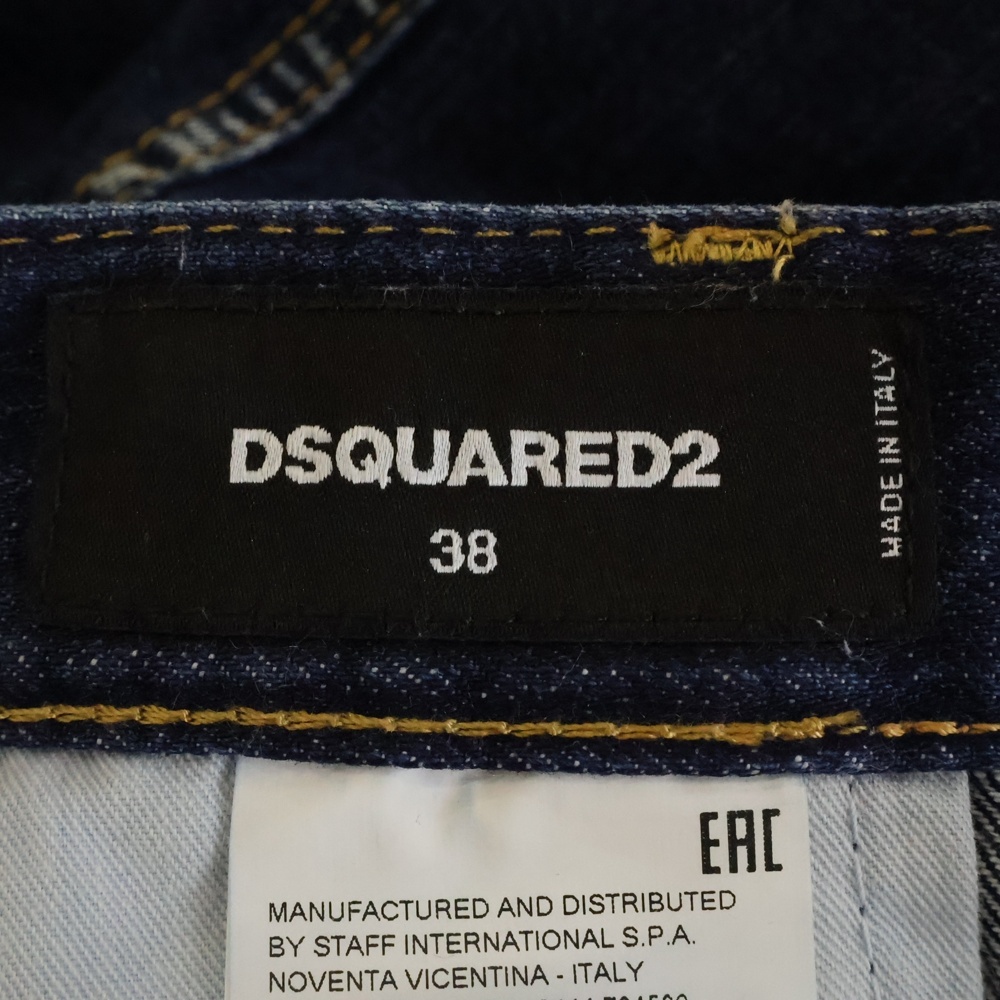 DSQUARED2
38
MADE IN ITALY
EAC
MANUFACTURED AND DISTRIBUTED
BY STAFF INTERNATIONAL S.P.A.
NOVENTA VICENTINA - ITALY